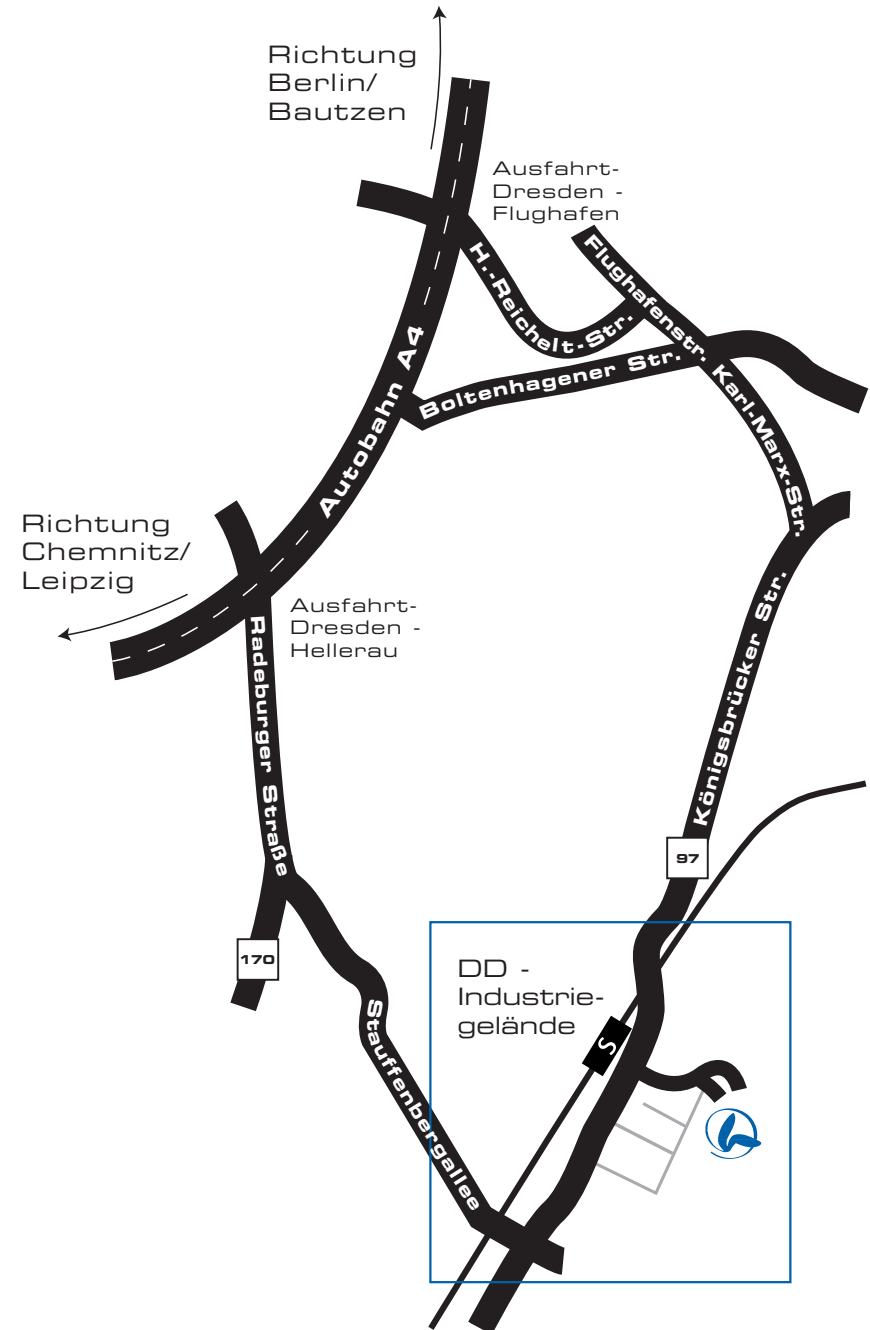 Richtung
Berlin/
Bautzen
Ausfahrt-
Dresden -
Flughafen
H..-Reichelt-Str.
Flughafenstr.
Boltenhagener Str.
Karl-Marx-Str.
Autobahn A4
Richtung
Chemnitz/
Leipzig
Ausfahrt-
Dresden -
Hellerau
Radeburger Straße
Königsbrücker Str.
97
170
DD -
Industrie-
gelände
S
Stauffenbergallee